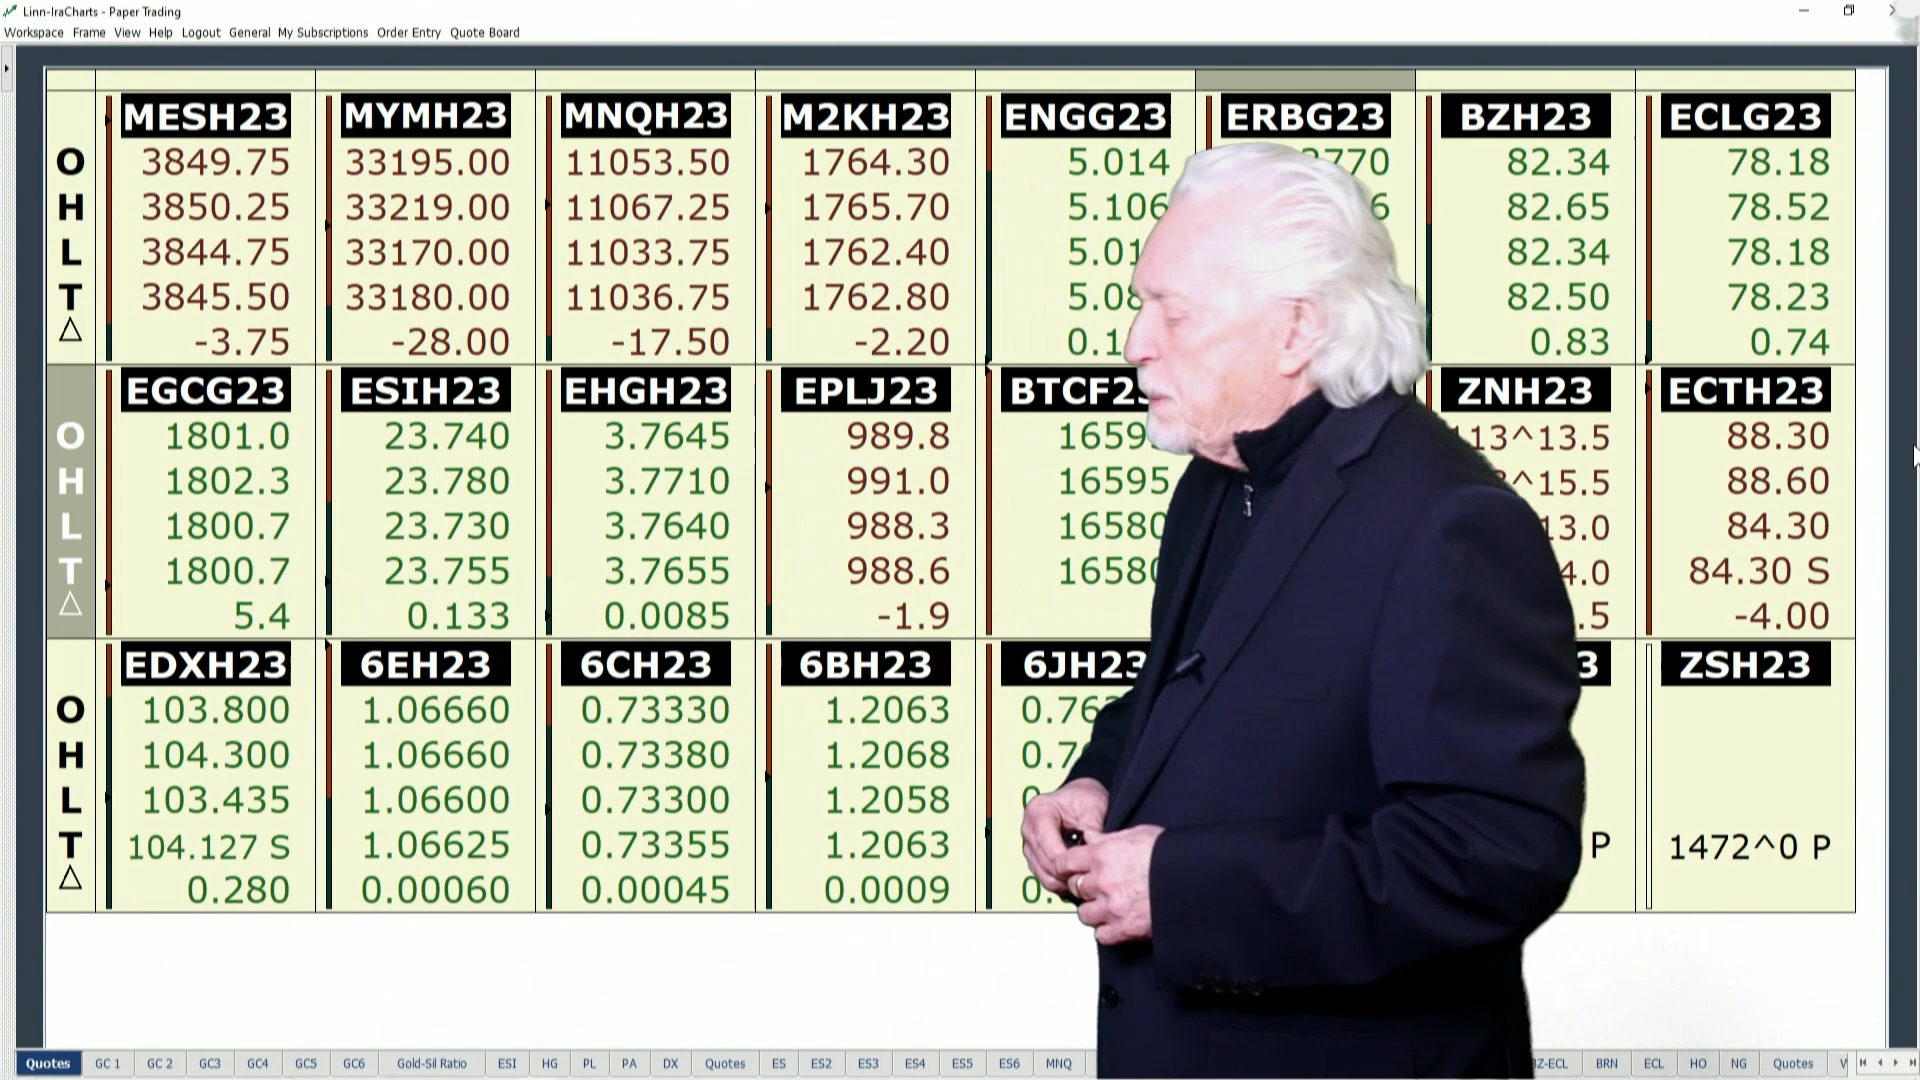 Linn-IraCharts - Paper Trading
Workspace Frame View Help Logout General My Subscriptions Order Entry Quote Board
MESH23 MYMH23 MNQH23 M2KH23 ENGG23 ERBG23 BZH23 ECLG23
O 3849.75 33195.00 11053.50 1764.30 5.014 82.34 78.18
H 3850.25 33219.00 11067.25 1765.70 5.106 82.65 78.52
L 3844.75 33170.00 11033.75 1762.40 82.34 78.18
T 3845.50 33180.00 11036.75 1762.80 82.50 78.23
△ -3.75 -28.00 -17.50 -2.20 0.83 0.74
EGCG23 ESIH23 EHGH23 EPLJ23 ZNH23 ECTH23
O 1801.0 23.740 3.7645 989.8 88.30
H 1802.3 23.780 3.7710 991.0 16595 88.60
L 1800.7 23.730 3.7640 988.3 16580 84.30
T 1800.7 23.755 3.7655 988.6 16580 84.30 S
△ 5.4 0.133 0.0085 -1.9 -4.00
EDXH23 6EH23 6CH23 6BH23 6JH23 ZSH23
O 103.800 1.06660 0.73330 1.2063
H 104.300 1.06660 0.73380 1.2068
L 103.435 1.06600 0.73300 1.2058
T 104.127 S 1.06625 0.73355 1.2063 P 1472^0 P
△ 0.280 0.00060 0.00045 0.0009
Quotes GC 1 GC 2 GC3 GC4 GC5 GC6 Gold-Sil Ratio ESI HG PL PA DX Quotes ES ES2 ES3 ES4 ES5 ES6 MNQ BRN ECL HO NG Quotes